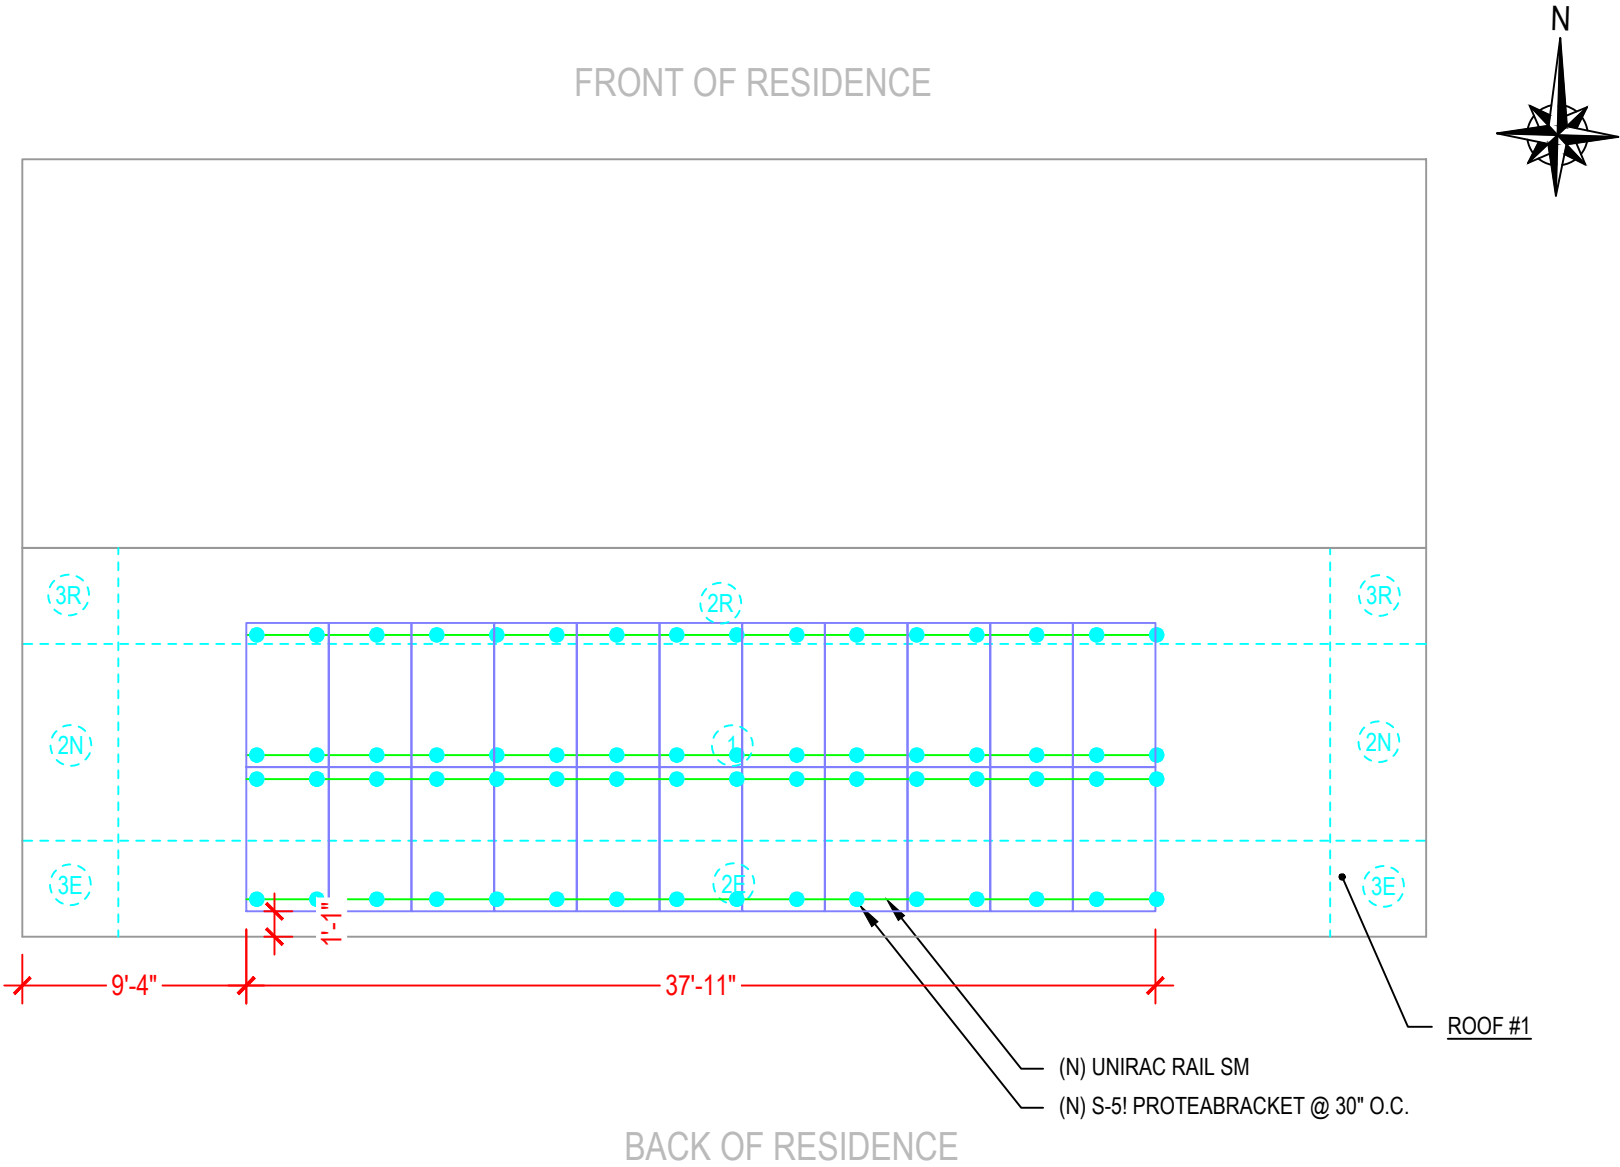 N
FRONT OF RESIDENCE
3R
2R
3R
2N
1
2N
3E
2E
3E
1'-1"
9'-4"
37'-11"
ROOF #1
(N) UNIRAC RAIL SM
(N) S-5! PROTEABRACKET @ 30" O.C.
BACK OF RESIDENCE